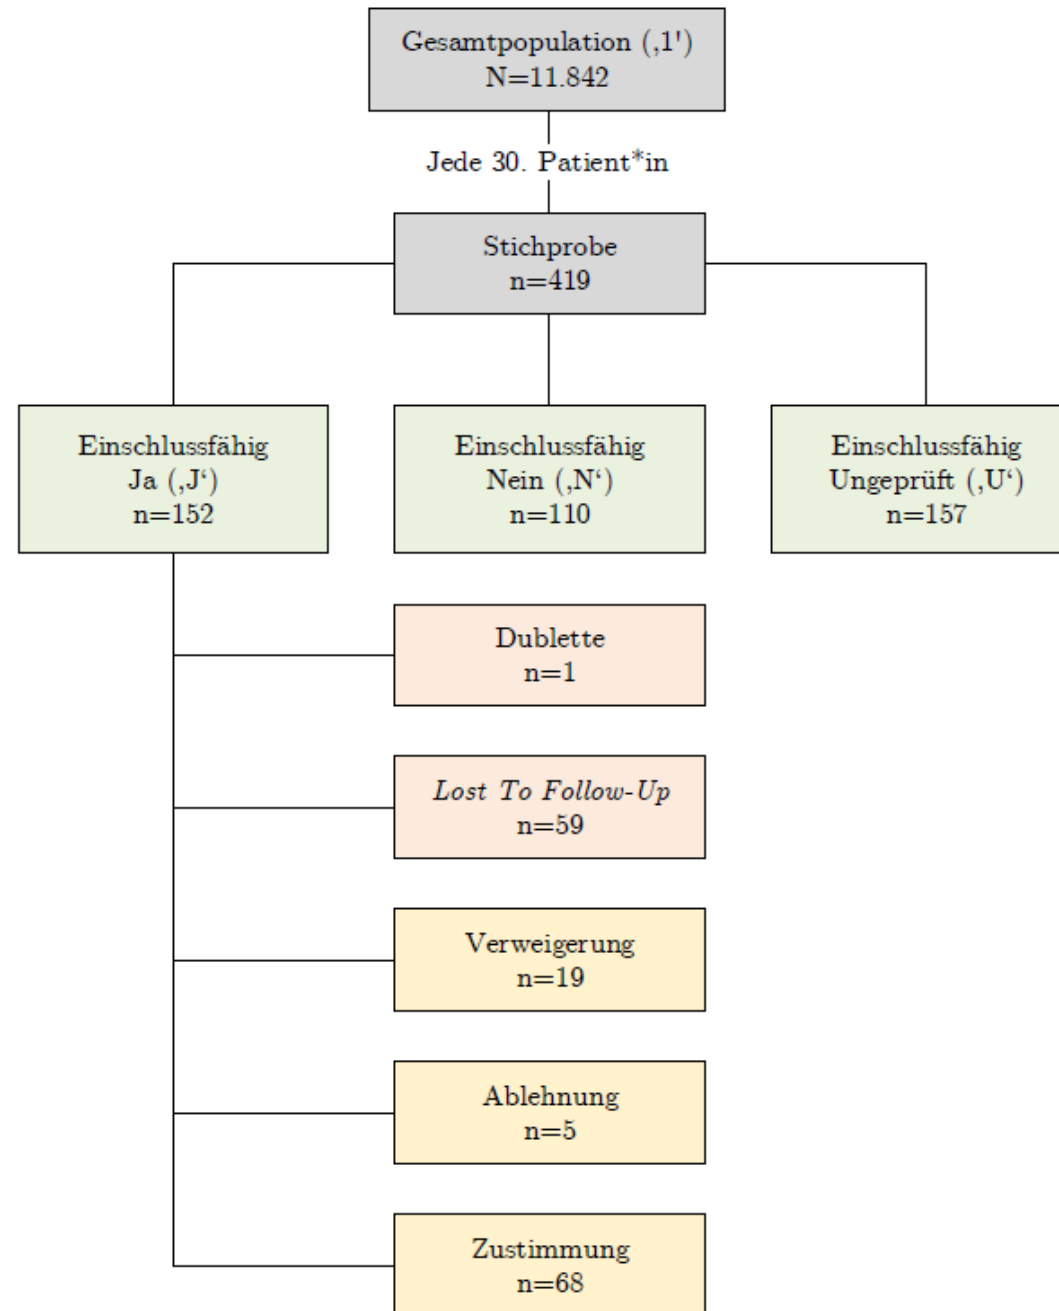 Gesamtpopulation (‚1')
N=11.842
Jede 30. Patient*in
Stichprobe
n=419
Einschlussfähig
Ja (‚J‘)
n=152
Einschlussfähig
Nein (‚N‘)
n=110
Einschlussfähig
Ungeprüft (‚U‘)
n=157
Dublette
n=1
Lost To Follow-Up
n=59
Verweigerung
n=19
Ablehnung
n=5
Zustimmung
n=68